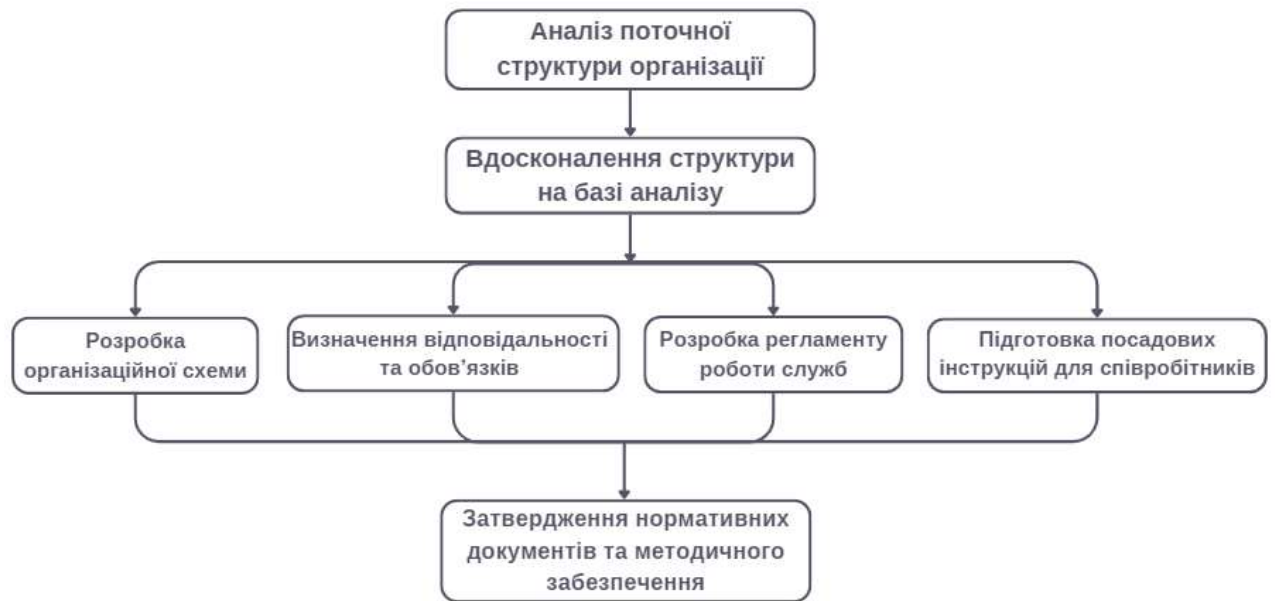 Аналіз поточної
структури організації
Вдосконалення структури
на базі аналізу
Розробка
організаційної схеми
Визначення відповідальності
та обов’язків
Розробка регламенту
роботи служб
Підготовка посадових
інструкцій для співробітників
Затвердження нормативних
документів та методичного
забезпечення